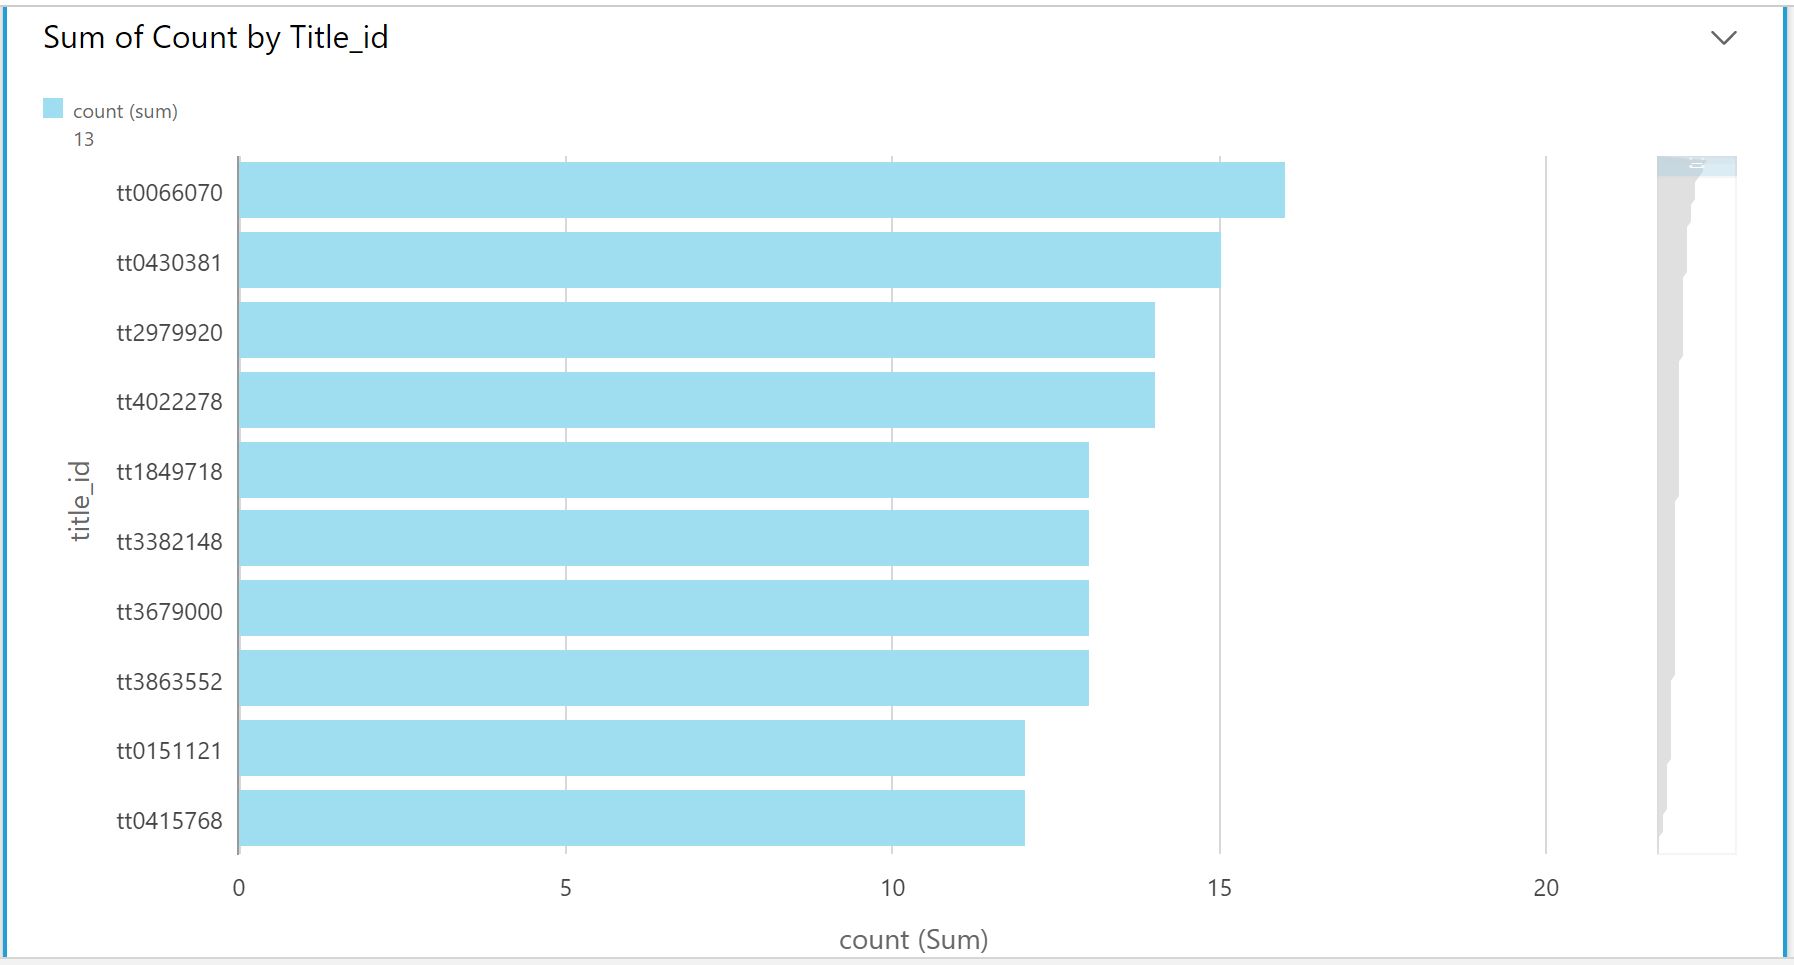 Sum of Count by Title_id
count (sum)
13
tt0066070
tt0430381
tt2979920
tt4022278
tt1849718
tt3382148
tt3679000
tt3863552
tt0151121
tt0415768
title_id
0 5 10 15 20
count (Sum)